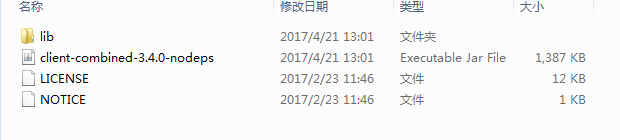 名称 修改日期 类型 大小
lib 2017/4/21 13:01 文件夹
client-combined-3.4.0-nodeps 2017/4/21 13:01 Executable Jar File 1,387 KB
LICENSE 2017/2/23 11:46 文件 12 KB
NOTICE 2017/2/23 11:46 文件 1 KB